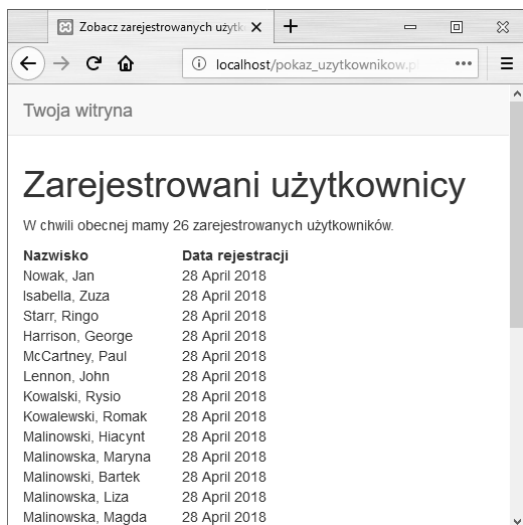 Zobacz zarejestrowanych użytk
localhost/pokaz_uzytkownikow.p
Twoja witryna
Zarejestrowani użytkownicy
W chwili obecnej mamy 26 zarejestrowanych użytkowników.
Nazwisko Data rejestracji
Nowak, Jan 28 April 2018
Isabella, Zuza 28 April 2018
Starr, Ringo 28 April 2018
Harrison, George 28 April 2018
McCartney, Paul 28 April 2018
Lennon, John 28 April 2018
Kowalski, Rysio 28 April 2018
Kowalewski, Romak 28 April 2018
Malinowski, Hiacynt 28 April 2018
Malinowska, Maryna 28 April 2018
Malinowski, Bartek 28 April 2018
Malinowska, Liza 28 April 2018
Malinowska, Magda 28 April 2018